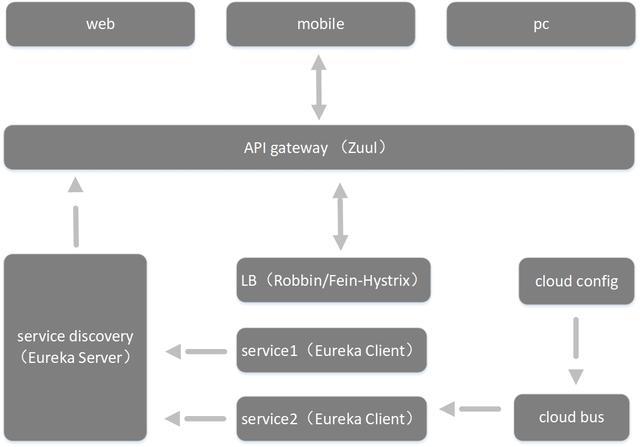 web
mobile
pc
API gateway （Zuul）
LB（Robbin/Fein-Hystrix）
cloud config
service discovery
（Eureka Server）
service1（Eureka Client）
service2（Eureka Client）
cloud bus